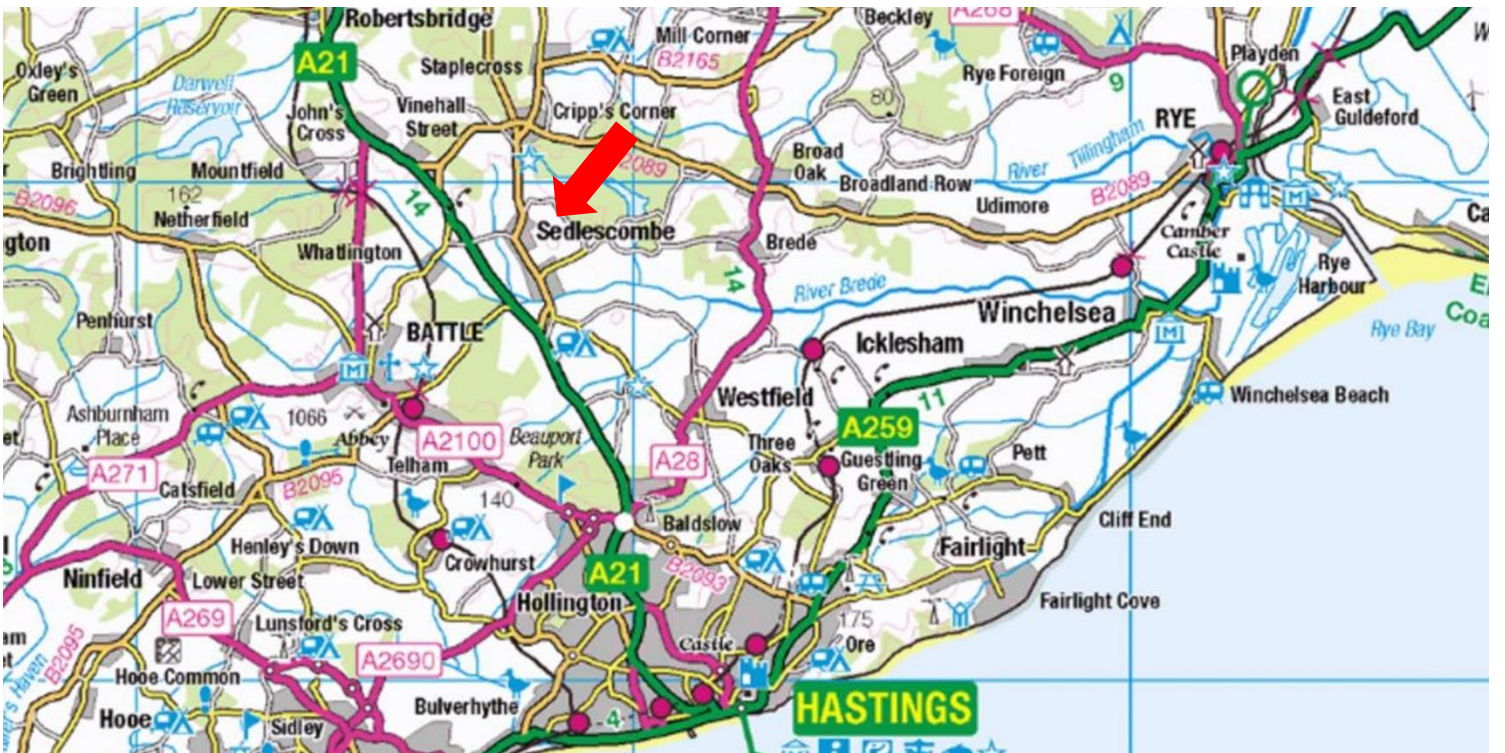 Robertsbridge
Beckley
A268
Mill Corner
B2165
Playden
A21
Staplecross
Rye Foreign
9
Oxley's
Green
Darwell
Reservoir
80
East
Guldeford
John's
Cross
Vinehall
Street
Cripp's Corner
RYE
Brightling
Mountfield
B2089
Broad
Oak
River Tillingham
162
Broadland Row
B2089
B2096
Netherfield
14
Udimore
Sedlescombe
Brede
Camber
Castle
Whatlington
14
Rye
Harbour
River Brede
Penhurst
BATTLE
Winchelsea
Rye Bay
Icklesham
Ashburnham
Place
1066
Westfield
11
Winchelsea Beach
Abbey
A2100
Beauport
Park
A259
Three
Oaks
A271
Telham
A28
Guestling
Green
Pett
Catsfield
B2095
140
Baldslow
Cliff End
Henley's Down
Fairlight
Ninfield
Lower Street
Crowhurst
A21
B2093
Hollington
Fairlight Cove
A269
Lunsford's Cross
175
B2095
A2690
Castle
Ore
Hooe Common
Bulverhythe
Hooe
Sidley
4
HASTINGS